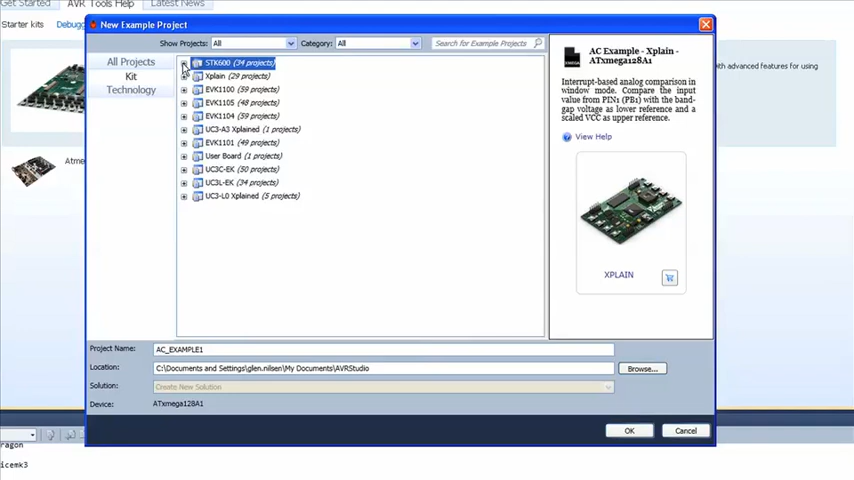 Get Started AVR Tools Help Latest News
Starter kits Debugg
New Example Project
Show Projects: All Category: All Search for Example Projects
All Projects
Kit
Technology
STK600 (34 projects)
Xplain (29 projects)
EVK1100 (59 projects)
EVK1105 (48 projects)
EVK1104 (59 projects)
UC3-A3 Xplained (1 projects)
EVK1101 (49 projects)
User Board (1 projects)
UC3C-EK (50 projects)
UC3L-EK (34 projects)
UC3-L0 Xplained (5 projects)
AC Example - Xplain -
ATxmega128A1
Interrupt-based analog comparison in
window mode. Compare the input
value from PIN1 (PB1) with the band-
gap voltage as lower reference and a
scaled VCC as upper reference.
View Help
XPLAIN
with advanced features for used
Atme
Project Name: AC_EXAMPLE1
Location: C:\Documents and Settings\glen.nilsen\My Documents\AVRStudio Browse...
Solution: Create New Solution
Device: ATxmega128A1
OK Cancel
ragon
icemk3